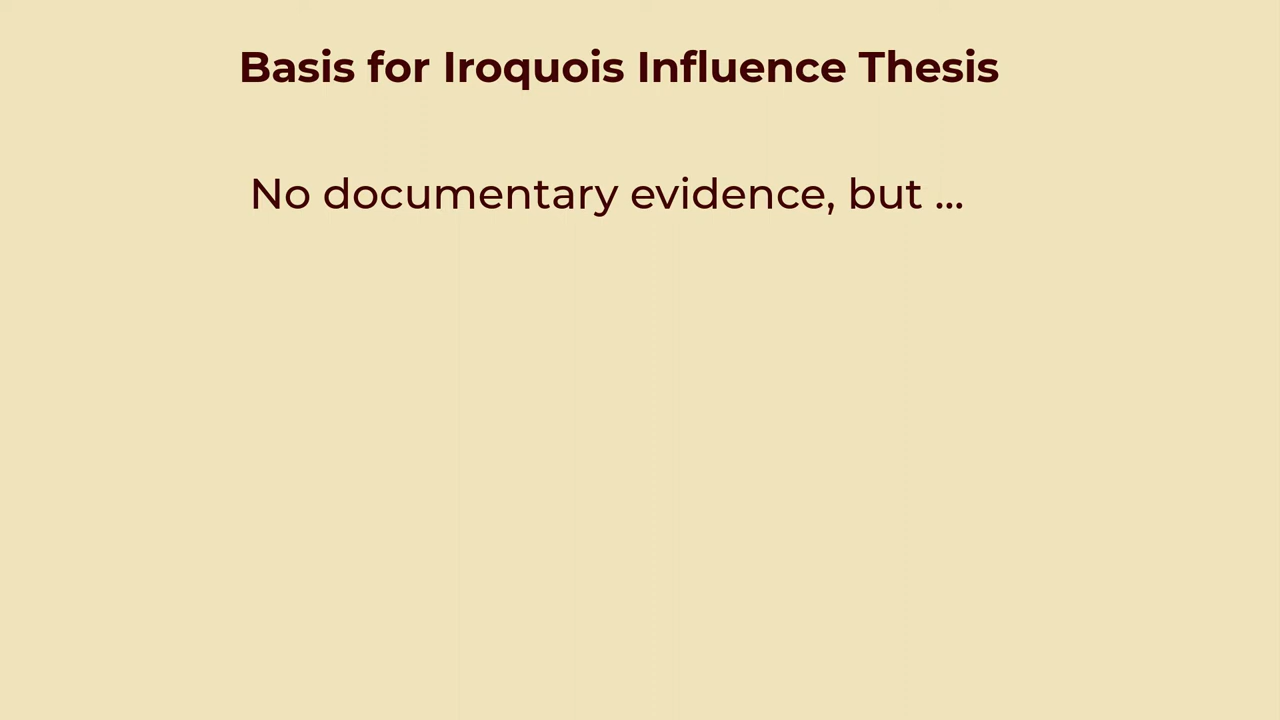 Basis for Iroquois Influence Thesis
No documentary evidence, but ...